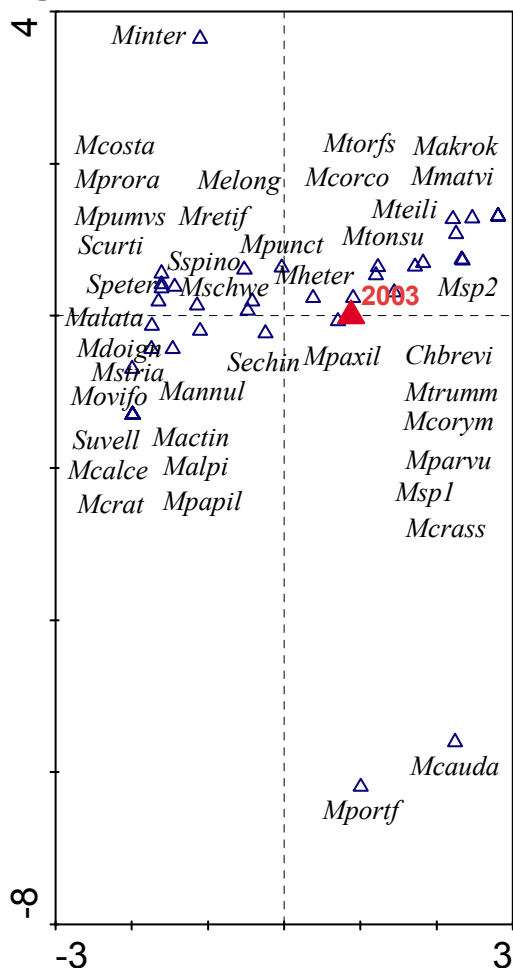 4
Minter
Mcosta Mtorfs Makrok
Mprora Melong Mcorco Mmatvi
Mpumvs Mretif Mteili
Scurti Sspino Mpunct Mtonsu
Speter Mschwe Mheter Msp2
2003
Malata
Mdoign Sechin Mpaxil Chbrevi
Mstria
Movifo Mannul Mtrumm
Mcorym
Suvell Mactin
Mcalce Malpi Mparvu
Mcrat Mpapil Msp1
Mcrass
Mcauda
Mportf
-8
-3 3